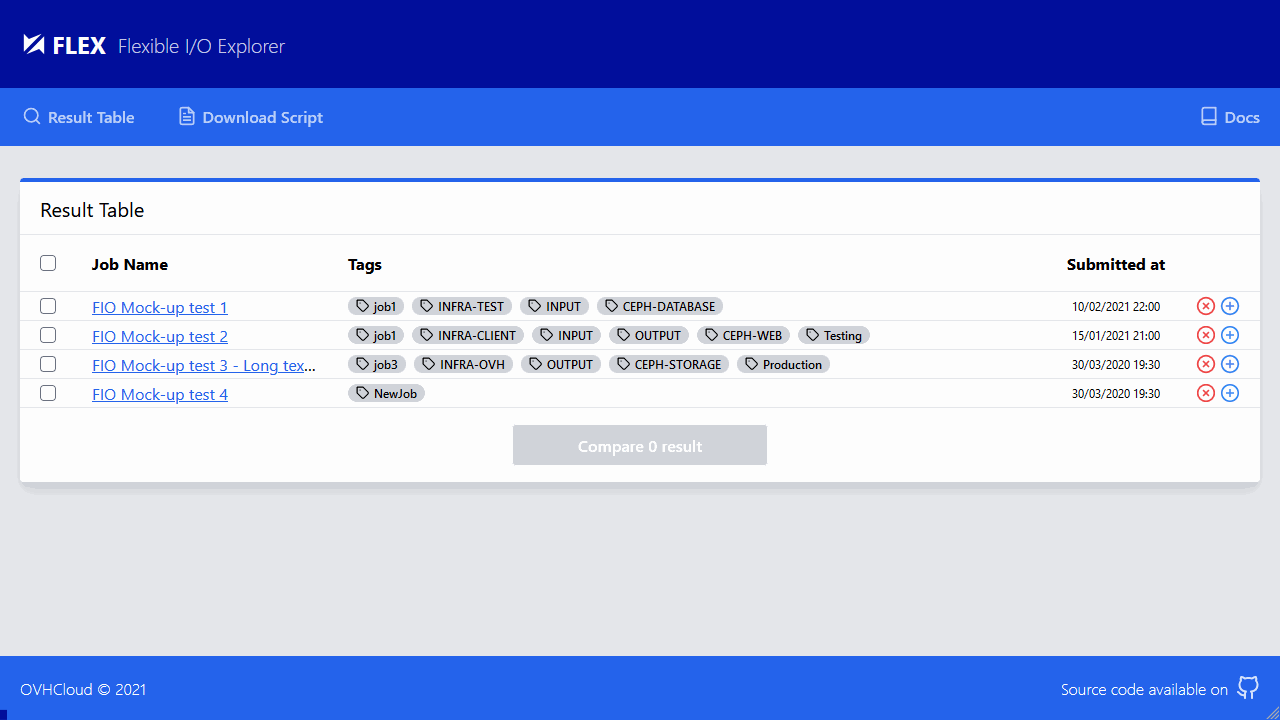 FLEX Flexible I/O Explorer
Result Table Download Script Docs
Result Table
Job Name Tags Submitted at
FIO Mock-up test 1 job1 INFRA-TEST INPUT CEPH-DATABASE 10/02/2021 22:00
FIO Mock-up test 2 job1 INFRA-CLIENT INPUT OUTPUT CEPH-WEB Testing 15/01/2021 21:00
FIO Mock-up test 3 - Long tex... job3 INFRA-OVH OUTPUT CEPH-STORAGE Production 30/03/2020 19:30
FIO Mock-up test 4 NewJob 30/03/2020 19:30
Compare 0 result
OVHCloud © 2021 Source code available on